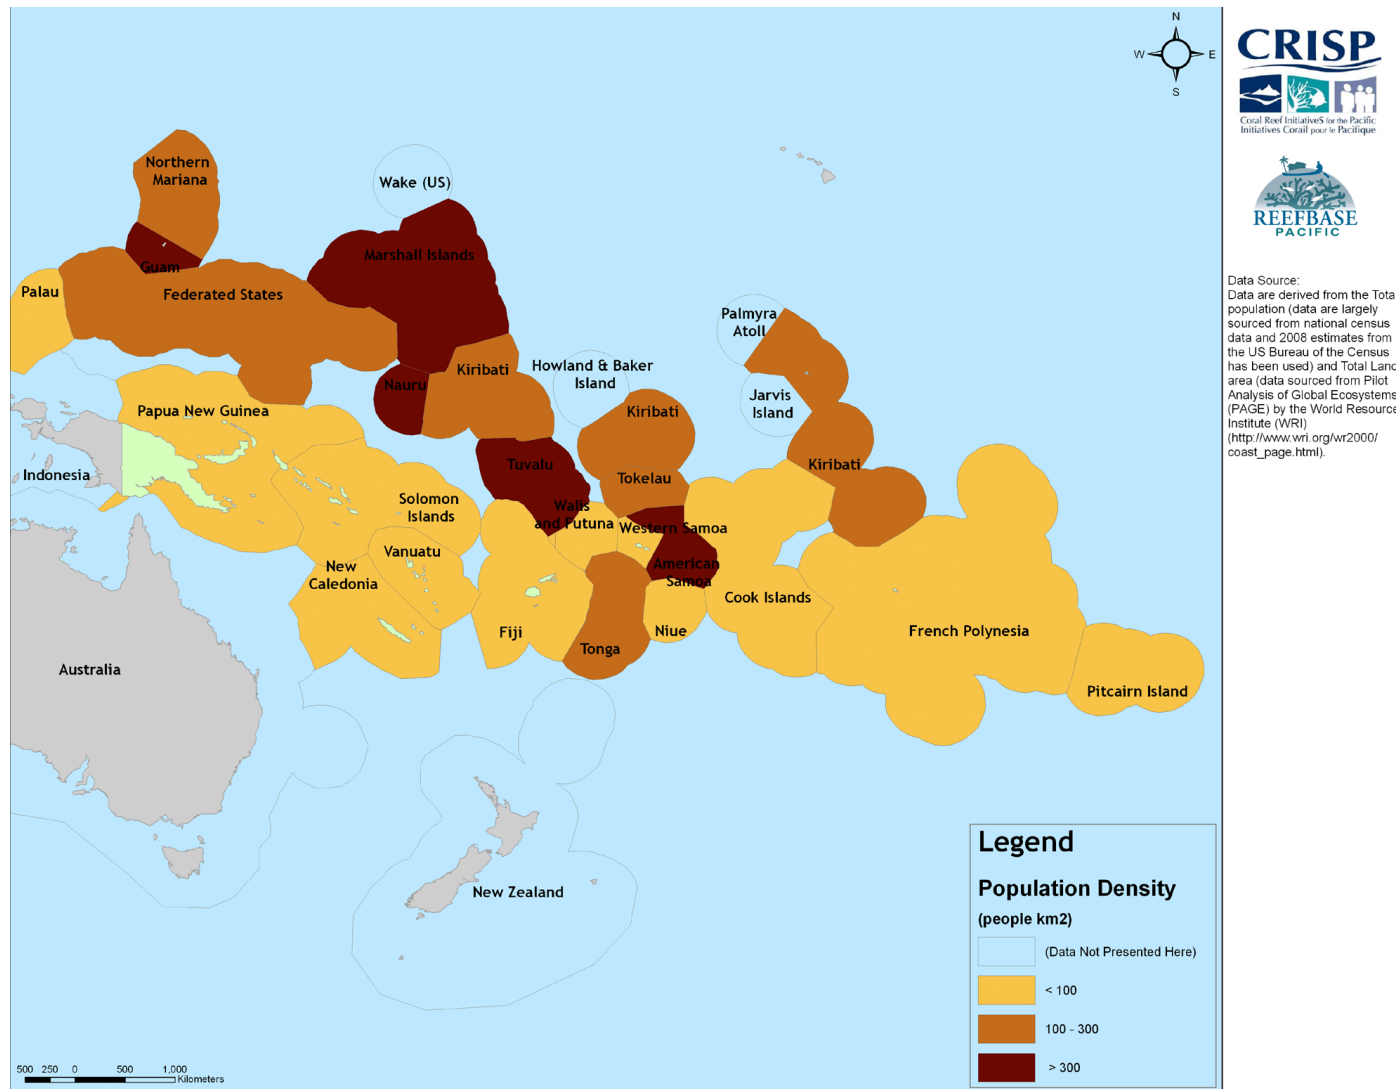 N
W
E
S
CRISP
Coral Reef InitiativeS for the Pacific
Initiatives Corail pour le Pacifique
REEFBASE
PACIFIC
Data Source:
Data are derived from the Tota
population (data are largely
sourced from national census
data and 2008 estimates from
the US Bureau of the Census
has been used) and Total Land
area (data sourced from Pilot
Analysis of Global Ecosystems
(PAGE) by the World Resource
Institute (WRI)
(http://www.wri.org/wr2000/
coast_page.html).
Northern
Mariana
Wake (US)
Guam
Marshall Islands
Palau
Federated States
Palmyra
Atoll
Nauru
Kiribati
Howland & Baker
Island
Jarvis
Island
Papua New Guinea
Kiribati
Indonesia
Tuvalu
Tokelau
Kiribati
Solomon
Islands
Walis
and Futuna
Western Samoa
Vanuatu
New
Caledonia
American
Samoa
Cook Islands
Fiji
Niue
Tonga
French Polynesia
Australia
Pitcairn Island
New Zealand
Legend
Population Density
(people km2)
(Data Not Presented Here)
< 100
100 - 300
> 300
500 250 0 500 1,000
Kilometers